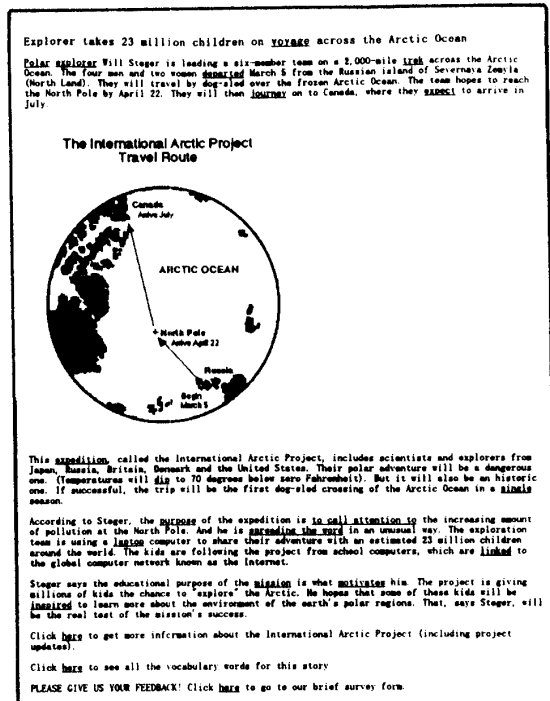 Explorer takes 23 million children on voyage across the Arctic Ocean
Polar explorer Will Steger is leading a six-member team on a 2,000-mile trek across the Arctic
Ocean. The four men and two women departed March 5 from the Russian island of Severnaya Zemyla
(North Land). They will travel by dog-sled over the frozen Arctic Ocean. The team hopes to reach
the North Pole by April 22. They will then journey on to Canada, where they expect to arrive in
July.
The International Arctic Project
Travel Route
Canada
Arrive July
ARCTIC OCEAN
North Pole
Arrive April 22
Russia
Begin
March 5
This expedition, called the International Arctic Project, includes scientists and explorers from
Japan, Russia, Britain, Denmark and the United States. Their polar adventure will be a dangerous
one. (Temperatures will dip to 70 degrees below zero Fahrenheit). But it will also be an historic
one. If successful, the trip will be the first dog-sled crossing of the Arctic Ocean in a single
season.
According to Steger, the purpose of the expedition is to call attention to the increasing amount
of pollution at the North Pole. And he is spreading the word in an unusual way. The exploration
team is using a laptop computer to share their adventure with an estimated 23 million children
around the world. The kids are following the project from school computers, which are linked to
the global computer network known as the Internet.
Steger says the educational purpose of the mission is what motivates him. The project is giving
millions of kids the chance to "explore" the Arctic. He hopes that some of these kids will be
inspired to learn more about the environment of the earth's polar regions. That, says Steger, will
be the real test of the mission's success.
Click here to get more information about the International Arctic Project (including project
updates).
Click here to see all the vocabulary words for this story
PLEASE GIVE US YOUR FEEDBACK! Click here to go to our brief survey form.